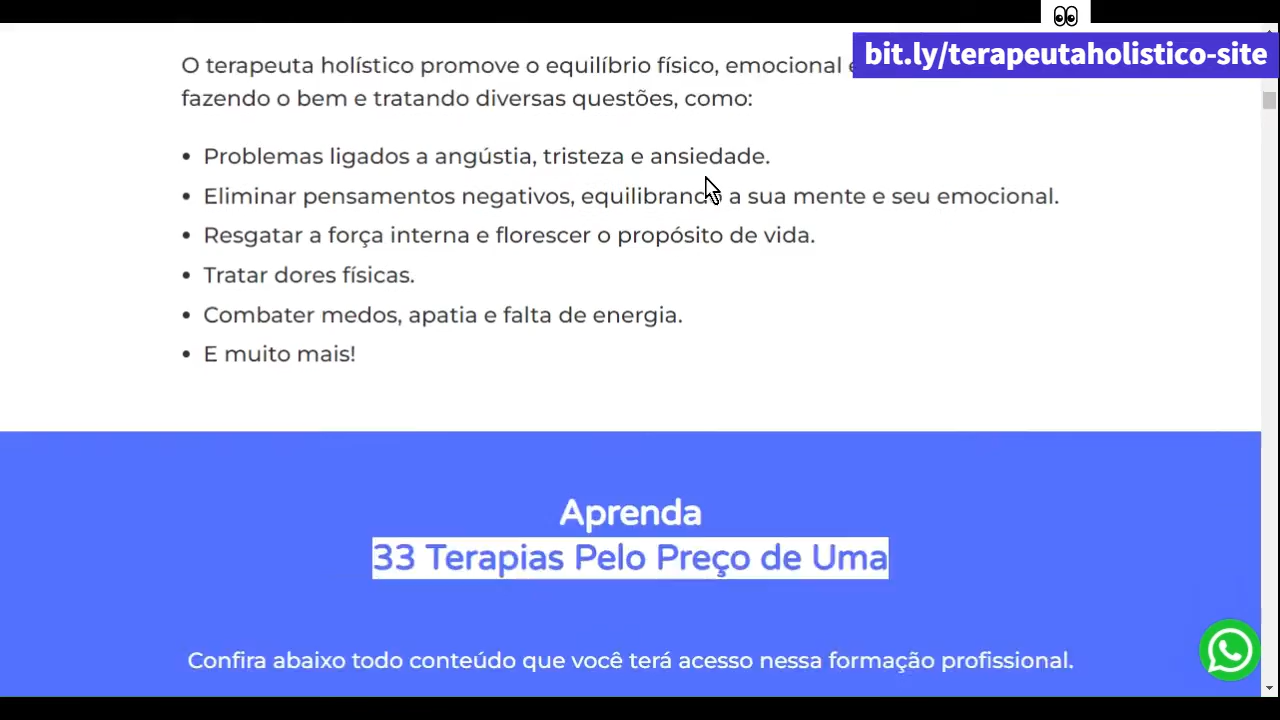 bit.ly/terapeutaholistico-site
O terapeuta holístico promove o equilíbrio físico, emocional
fazendo o bem e tratando diversas questões, como:
• Problemas ligados a angústia, tristeza e ansiedade.
• Eliminar pensamentos negativos, equilibrando a sua mente e seu emocional.
• Resgatar a força interna e florescer o propósito de vida.
• Tratar dores físicas.
• Combater medos, apatia e falta de energia.
• E muito mais!
Aprenda
33 Terapias Pelo Preço de Uma
Confira abaixo todo conteúdo que você terá acesso nessa formação profissional.